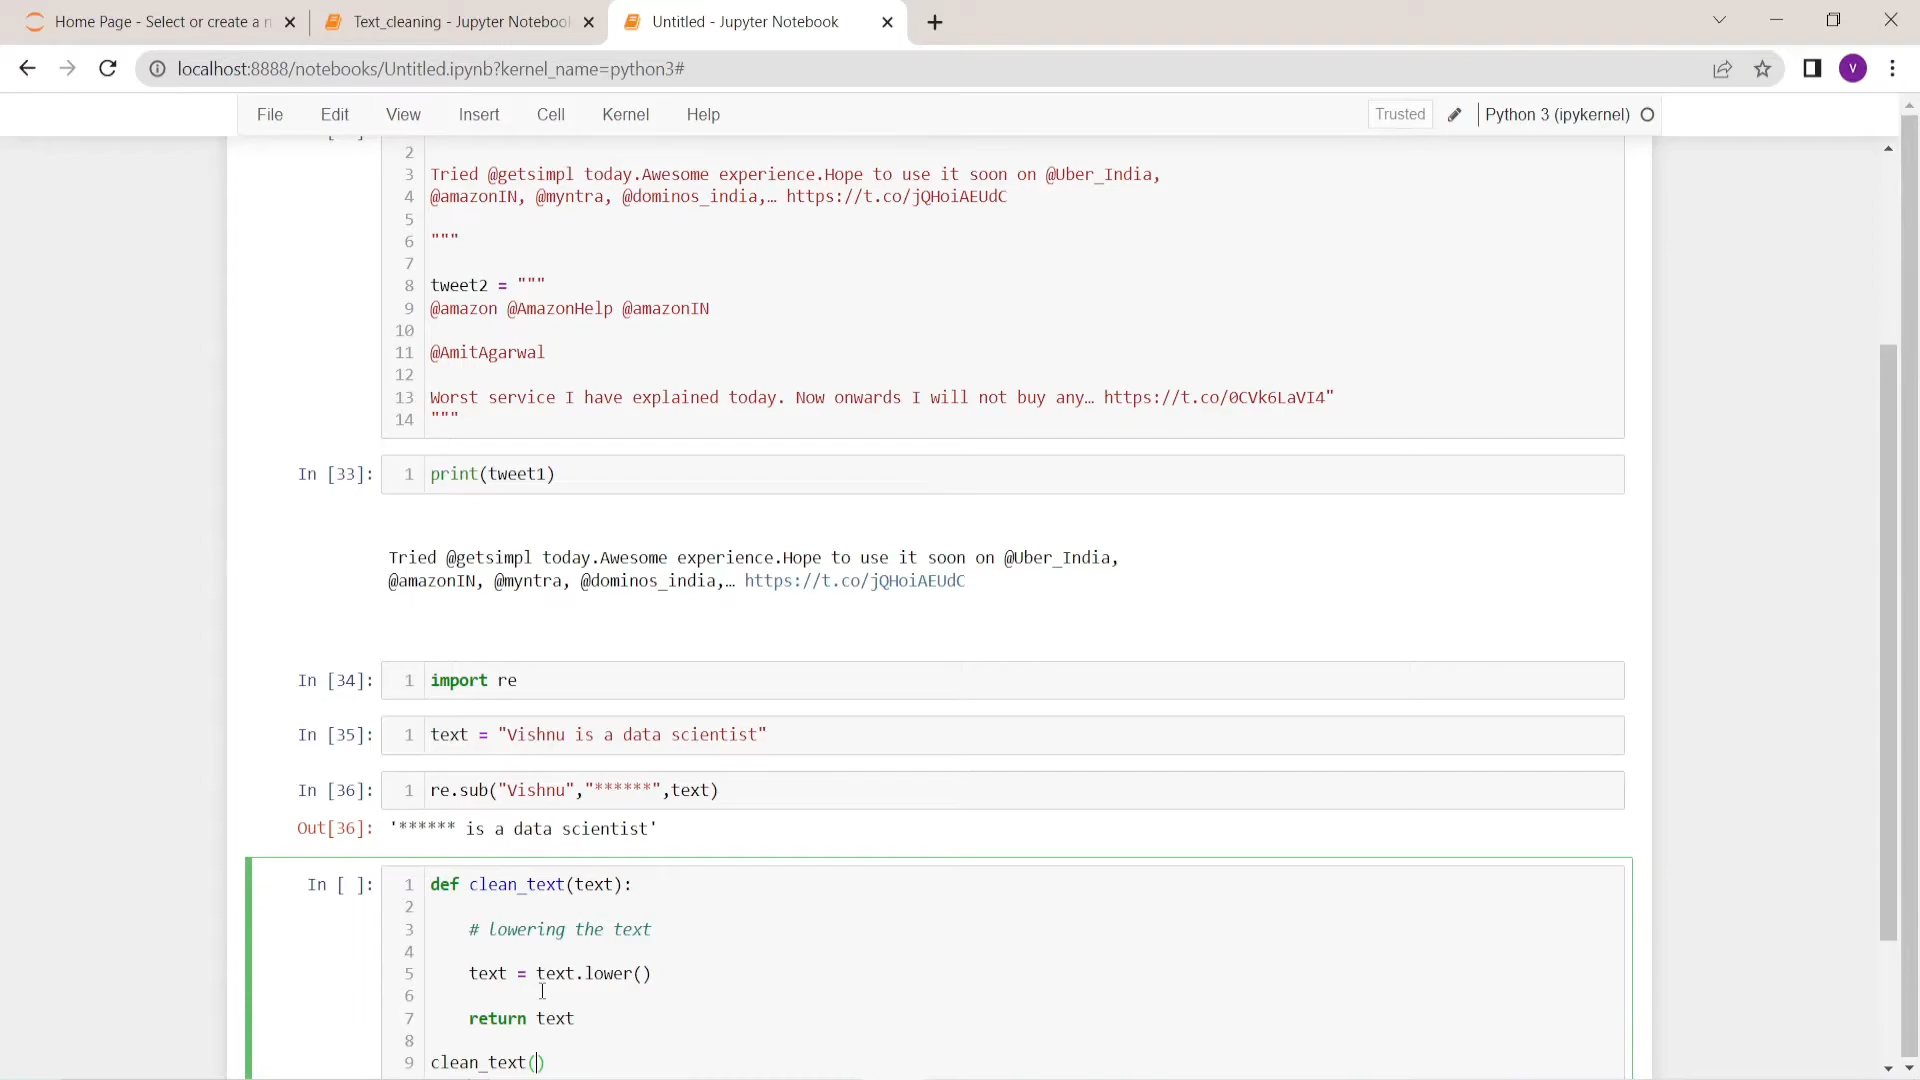 Home Page - Select or create a n
Text_cleaning - Jupyter Notebook
Untitled - Jupyter Notebook
localhost:8888/notebooks/Untitled.ipynb?kernel_name=python3#
V
File Edit View Insert Cell Kernel Help
Trusted Python 3 (ipykernel)
2
3 Tried @getsimpl today.Awesome experience.Hope to use it soon on @Uber_India,
4 @amazonIN, @myntra, @dominos_india,… https://t.co/jQHoiAEUdC
5
6 """
7
8 tweet2 = """
9 @amazon @AmazonHelp @amazonIN
10
11 @AmitAgarwal
12
13 Worst service I have explained today. Now onwards I will not buy any… https://t.co/0CVk6LaVI4"
14 """
In [33]: 1 print(tweet1)
Tried @getsimpl today.Awesome experience.Hope to use it soon on @Uber_India,
@amazonIN, @myntra, @dominos_india,… https://t.co/jQHoiAEUdC
In [34]: 1 import re
In [35]: 1 text = "Vishnu is a data scientist"
In [36]: 1 re.sub("Vishnu","******",text)
Out[36]: '****** is a data scientist'
In [ ]: 1 def clean_text(text):
2
3 # lowering the text
4
5 text = text.lower()
6
7 return text
8
9 clean_text()